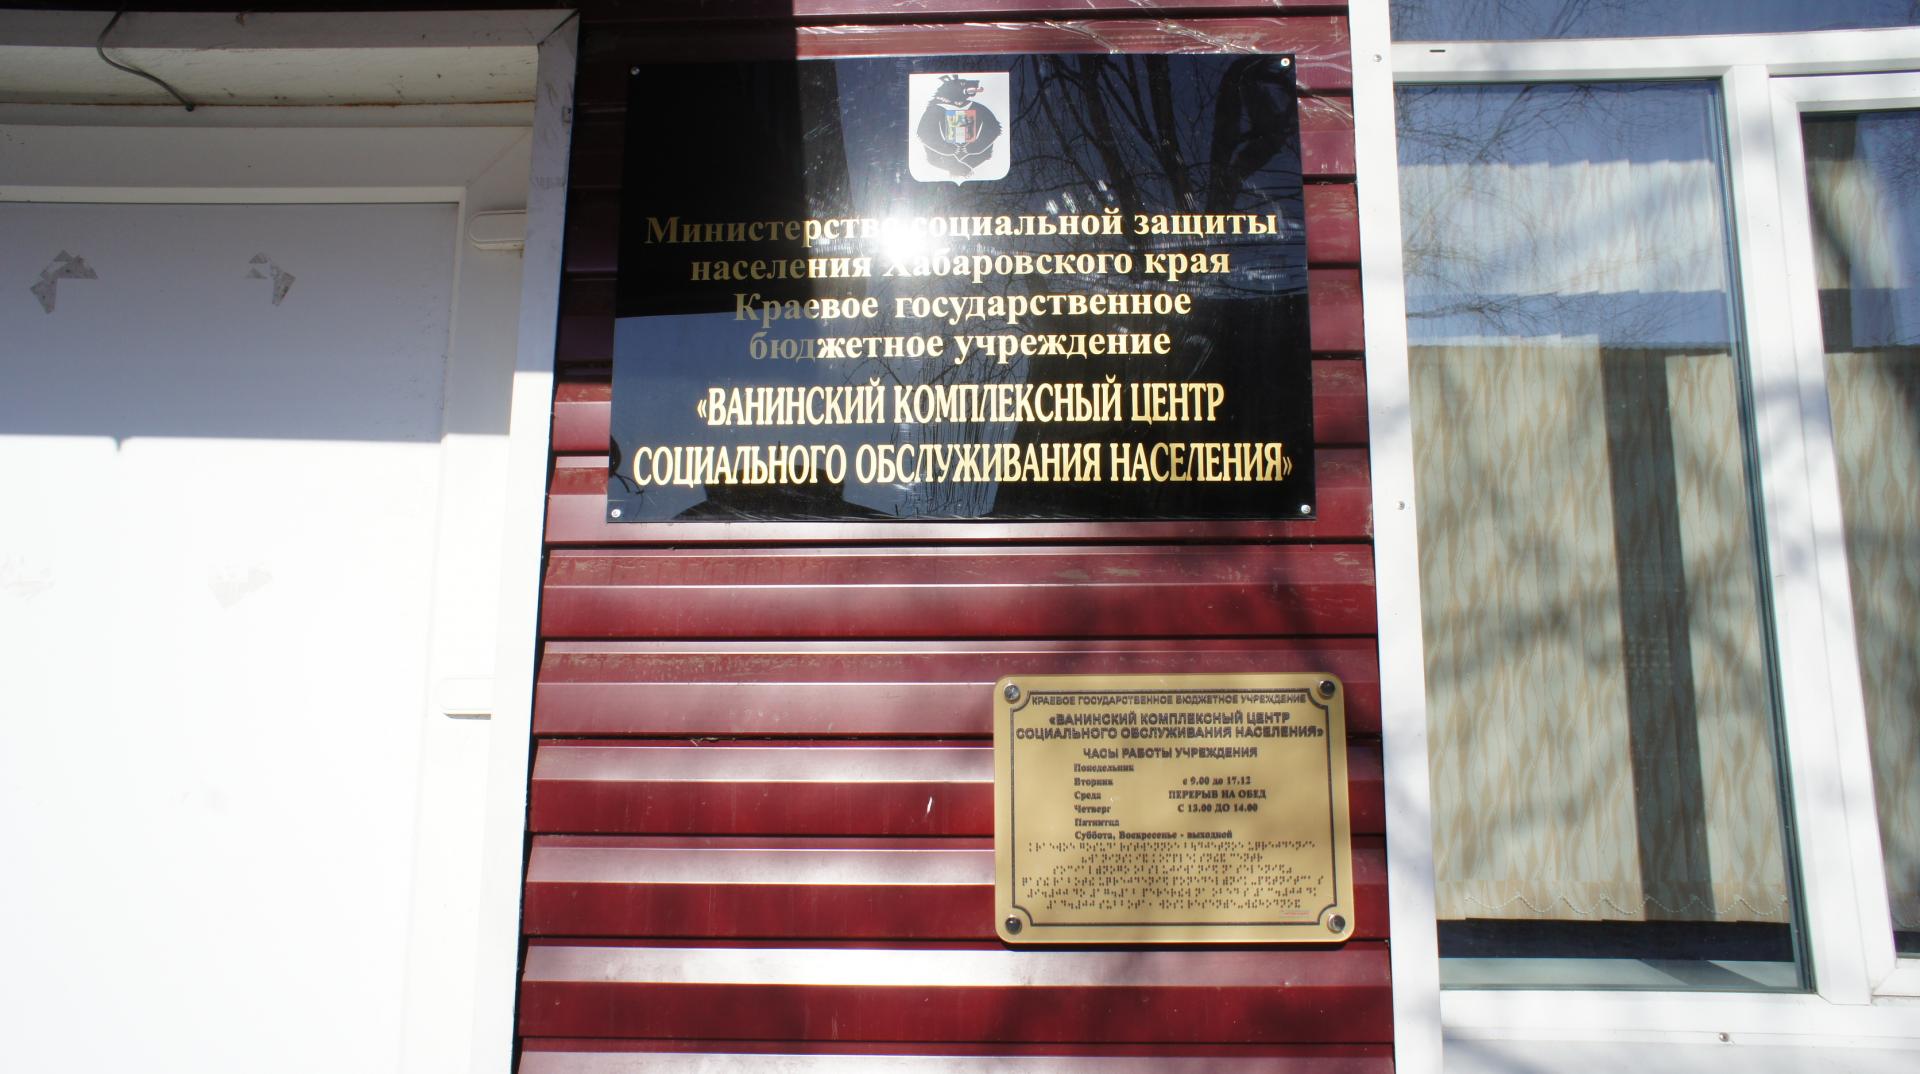 Министерство социальной защиты
населения Хабаровского края
Краевое государственное
бюджетное учреждение
«ВАНИНСКИЙ КОМПЛЕКСНЫЙ ЦЕНТР
СОЦИАЛЬНОГО ОБСЛУЖИВАНИЯ НАСЕЛЕНИЯ»
КРАЕВОЕ ГОСУДАРСТВЕННОЕ БЮДЖЕТНОЕ УЧРЕЖДЕНИЕ
«ВАНИНСКИЙ КОМПЛЕКСНЫЙ ЦЕНТР
СОЦИАЛЬНОГО ОБСЛУЖИВАНИЯ НАСЕЛЕНИЯ»
ЧАСЫ РАБОТЫ УЧРЕЖДЕНИЯ
Понедельник
Вторник с 9.00 до 17.12
Среда ПЕРЕРЫВ НА ОБЕД
Четверг С 13.00 ДО 14.00
Пятница
Суббота, Воскресенье - выходной